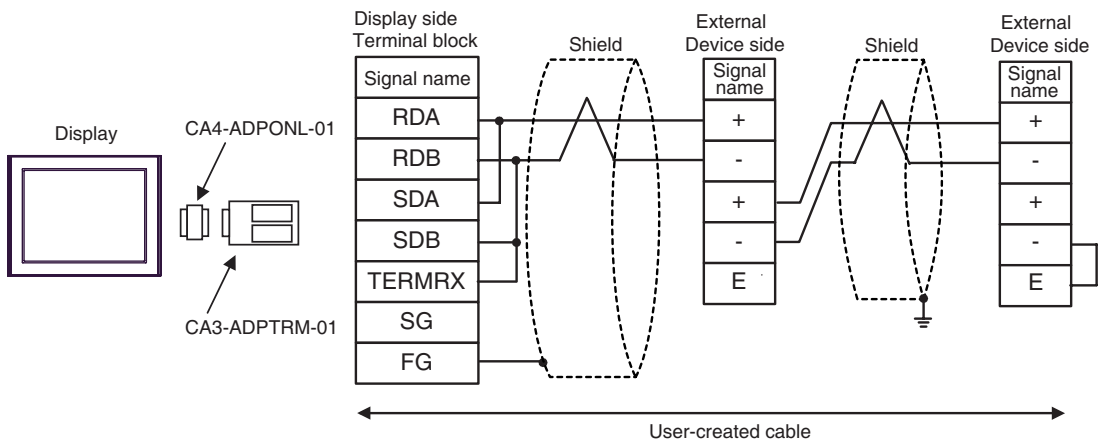 Display side
Terminal block
Shield
External
Device side
Shield
External
Device side
Signal name
Signal
name
Signal
name
Display
CA4-ADPONL-01
CA3-ADPTRM-01
RDA
RDB
SDA
SDB
TERMRX
SG
FG
+
-
+
-
E
+
-
+
-
E
User-created cable